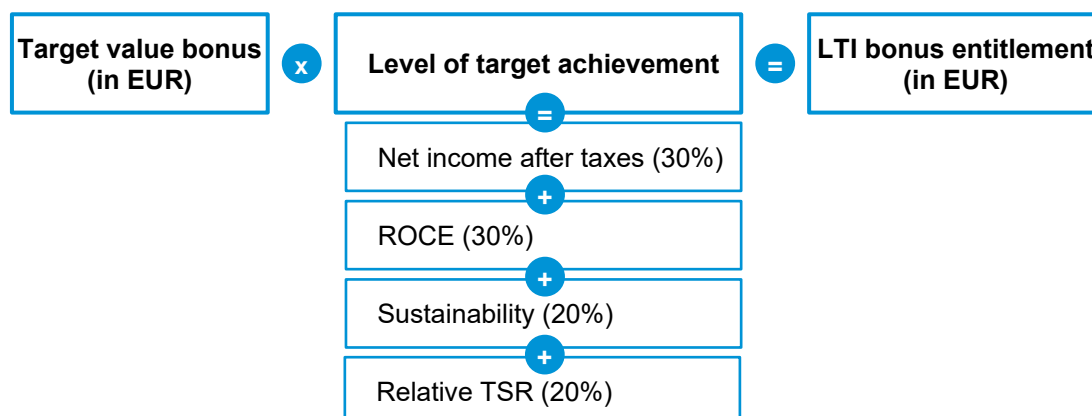 Target value bonus
(in EUR)
x
Level of target achievement
=
LTI bonus entitlement
(in EUR)
=
Net income after taxes (30%)
+
ROCE (30%)
+
Sustainability (20%)
+
Relative TSR (20%)